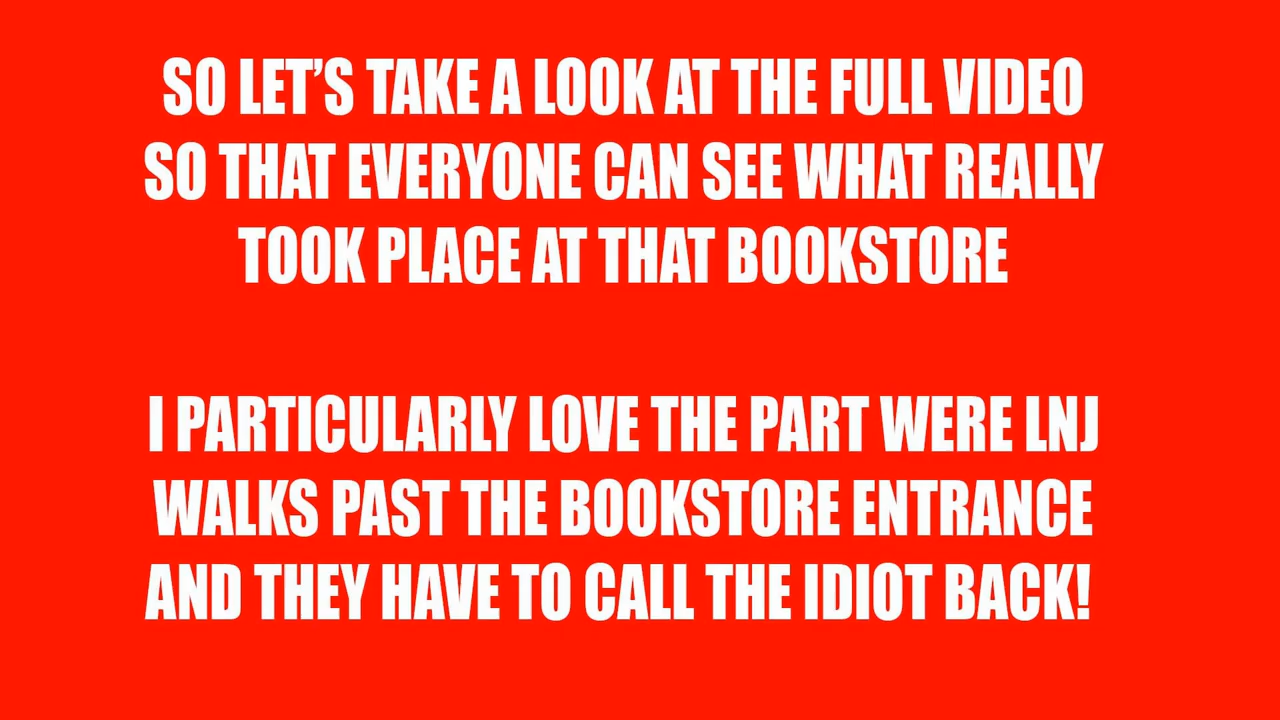 SO LET’S TAKE A LOOK AT THE FULL VIDEO
SO THAT EVERYONE CAN SEE WHAT REALLY
TOOK PLACE AT THAT BOOKSTORE
I PARTICULARLY LOVE THE PART WERE LNJ
WALKS PAST THE BOOKSTORE ENTRANCE
AND THEY HAVE TO CALL THE IDIOT BACK!